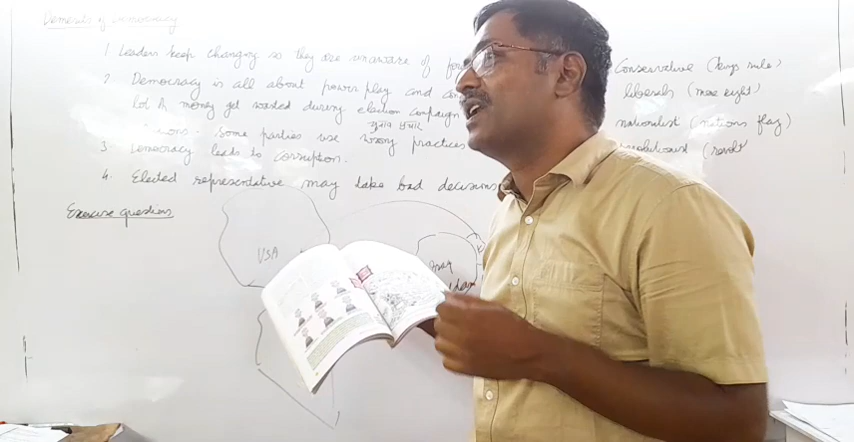 Demerits of Democracy
1. Leaders keep changing so they are unaware of
2. Democracy is all about power play and
lot of money get wasted during election campaign
चुनाव प्रचार
Some parties use wrong practices
3. Democracy leads to corruption.
4. Elected representative may take bad decisions
Exercise questions
USA
Conservative (kings rule)
liberals (more right)
nationalist (nations flag)
(revolt